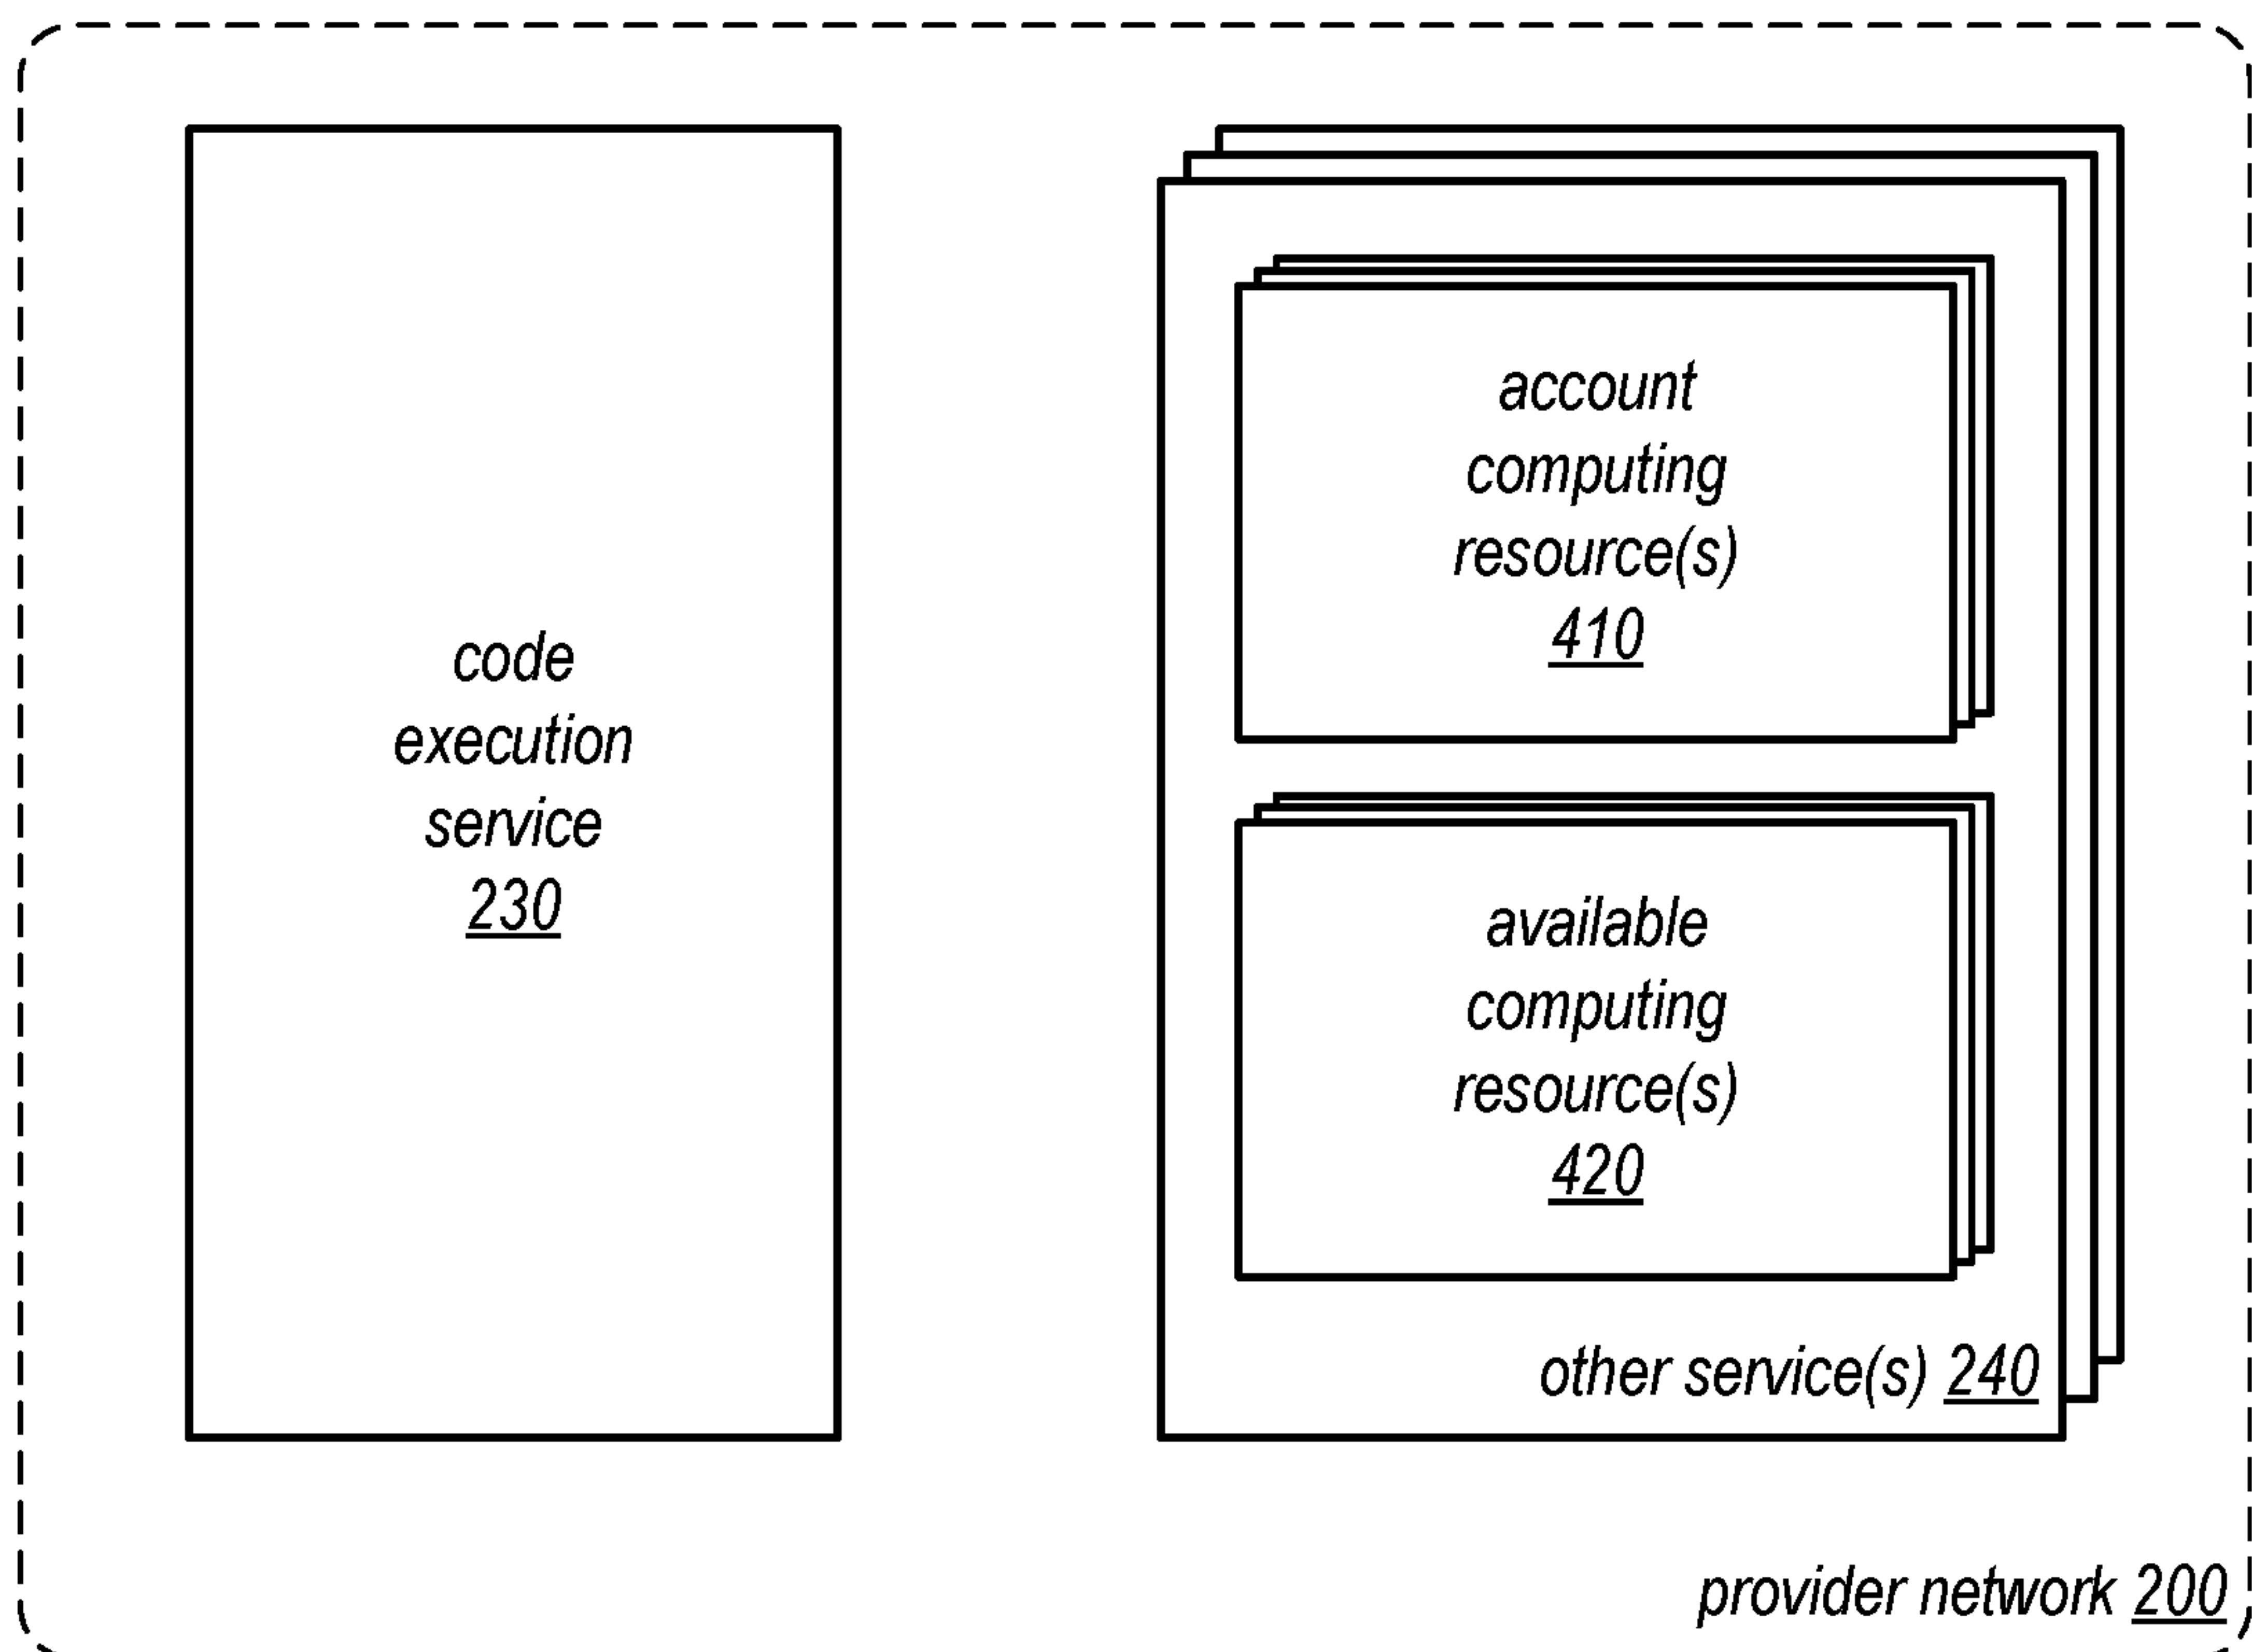 code
execution
service
230
account
computing
resource(s)
410
available
computing
resource(s)
420
other service(s) 240
provider network 200